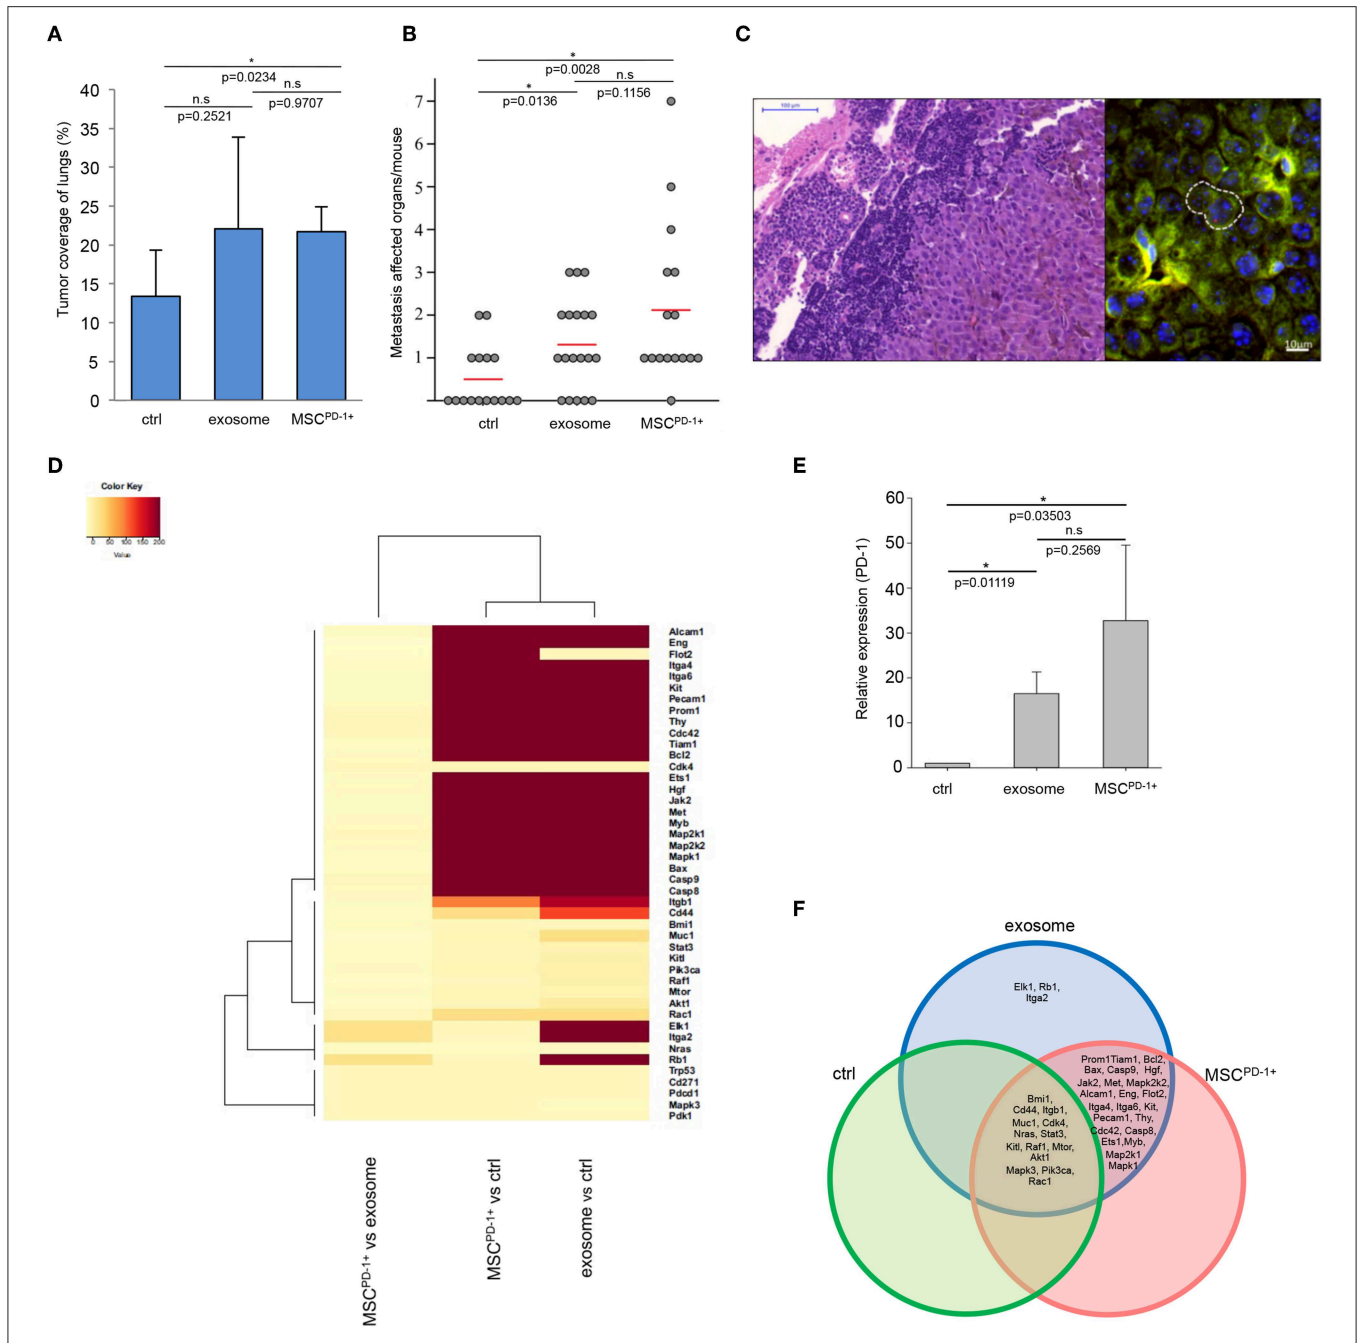 A
*
p=0.0234
n.s
n.s
p=0.9707
p=0.2521
Tumor coverage of lungs (%)
40
35
30
25
20
15
10
5
0
ctrl
exosome
MSCPD-1+
B
*
p=0.0028
n.s
*
p=0.1156
p=0.0136
Metastasis affected organs/mouse
7
6
5
4
3
2
1
0
ctrl
exosome
MSCPD-1+
C
100 µm
10µm
D
Color Key
0 50 100 150 200
Value
Alcam1
Eng
Flot2
Itga4
Itga6
Kit
Pecam1
Prom1
Thy
Cdc42
Tiam1
Bcl2
Cdk4
Ets1
Hgf
Jak2
Met
Myb
Map2k1
Map2k2
Mapk1
Bax
Casp9
Casp8
Itgb1
Cd44
Bmi1
Muc1
Stat3
Kitl
Pik3ca
Raf1
Mtor
Akt1
Rac1
Elk1
Itga2
Nras
Rb1
Trp53
Cd271
Pdcd1
Mapk3
Pdk1
MSCPD-1+ vs exosome
MSCPD-1+ vs ctrl
exosome vs ctrl
E
*
p=0.03503
n.s
p=0.2569
*
p=0.01119
Relative expression (PD-1)
60
50
40
30
20
10
0
ctrl
exosome
MSCPD-1+
F
exosome
Elk1, Rb1,
Itga2
ctrl
MSCPD-1+
Prom1Tiam1, Bcl2,
Bax, Casp9, Hgf,
Jak2, Met, Mapk2k2,
Alcam1, Eng, Flot2,
Itga4, Itga6, Kit,
Pecam1, Thy,
Cdc42, Casp8,
Ets1,Myb,
Map2k1
Mapk1
Bmi1,
Cd44, Itgb1,
Muc1, Cdk4,
Nras, Stat3,
Kitl, Raf1, Mtor,
Akt1
Mapk3, Pik3ca,
Rac1